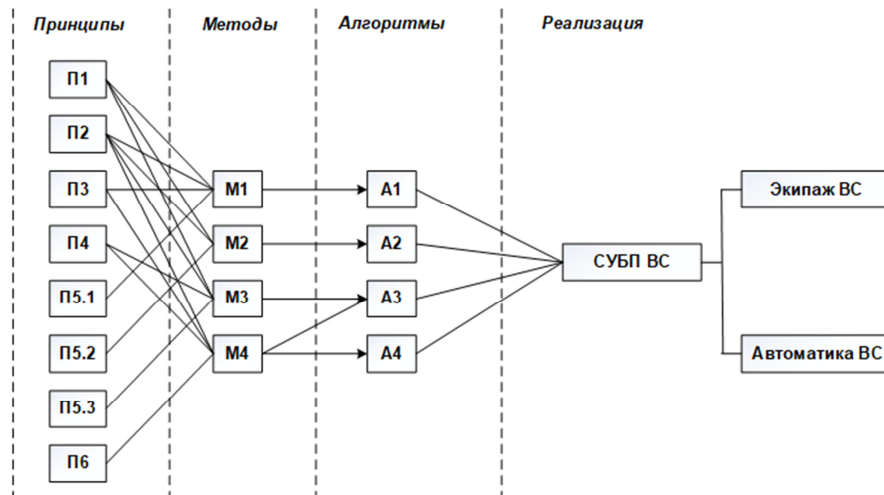 Принципы
Методы
Алгоритмы
Реализация
П1
П2
П3
П4
П5.1
П5.2
П5.3
П6
М1
М2
М3
М4
А1
А2
А3
А4
СУБП ВС
Экипаж ВС
Автоматика ВС